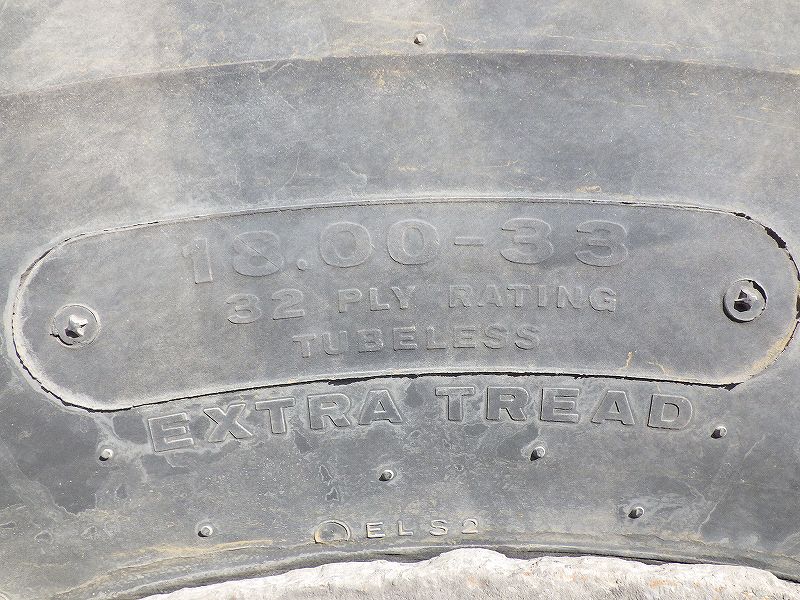 18.00-33
32 PLY RATING
TUBELESS
EXTRA TREAD
ELS2